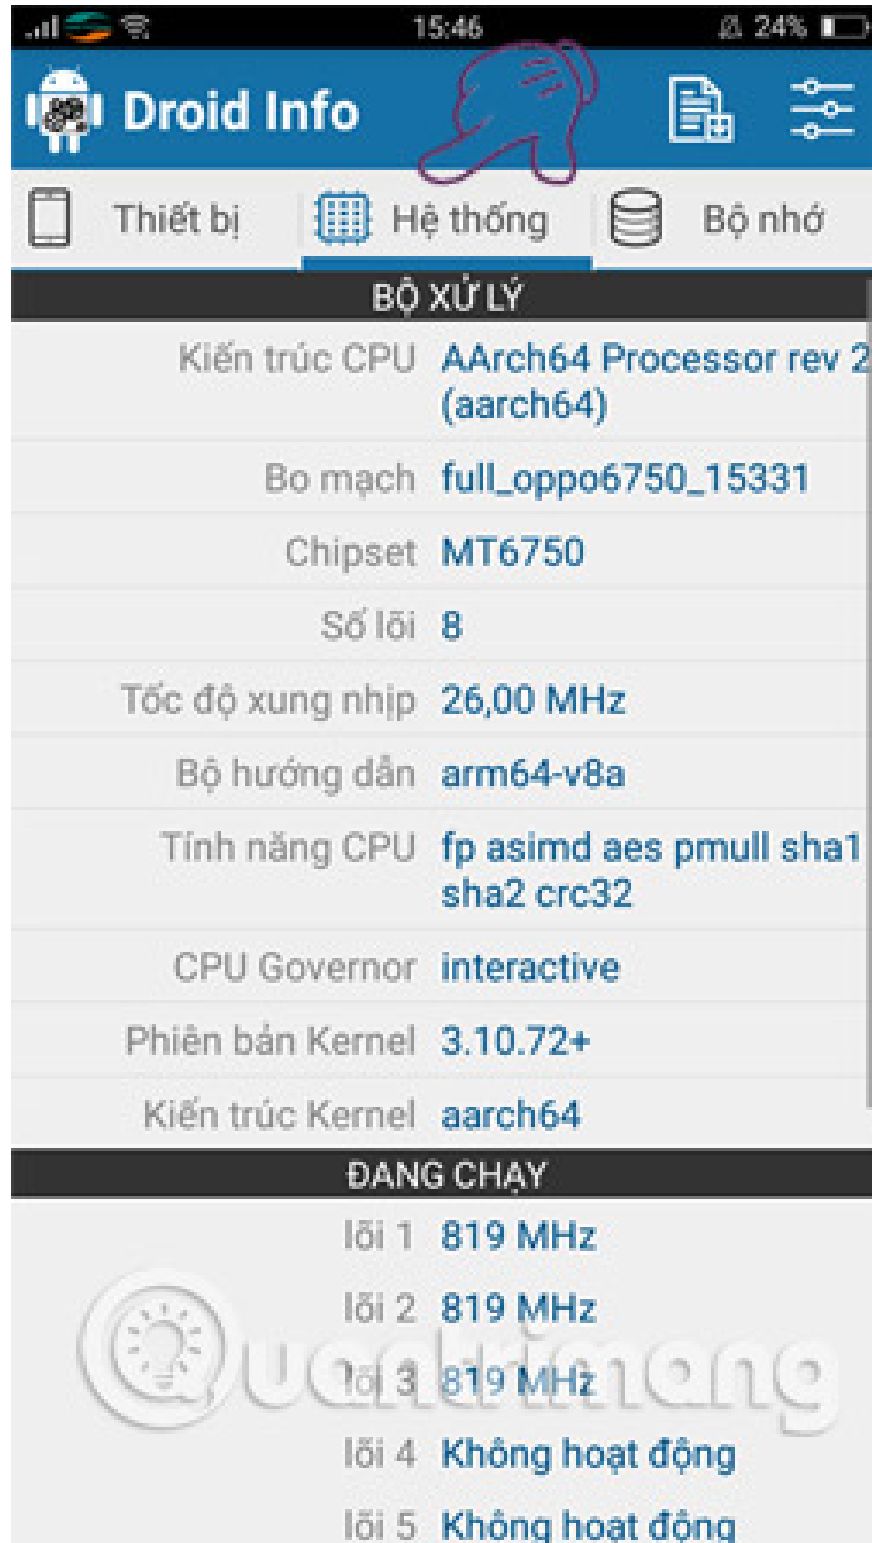 15:46 24%
Droid Info
Thiết bị Hệ thống Bộ nhớ
BỘ XỬ LÝ
Kiến trúc CPU AArch64 Processor rev 2
(aarch64)
Bo mạch full_oppo6750_15331
Chipset MT6750
Số lõi 8
Tốc độ xung nhịp 26,00 MHz
Bộ hướng dẫn arm64-v8a
Tính năng CPU fp asimd aes pmull sha1
sha2 crc32
CPU Governor interactive
Phiên bản Kernel 3.10.72+
Kiến trúc Kernel aarch64
ĐANG CHẠY
lõi 1 819 MHz
lõi 2 819 MHz
Quantrimang
lõi 3 819 MHz
lõi 4 Không hoạt động
lõi 5 Không hoạt động